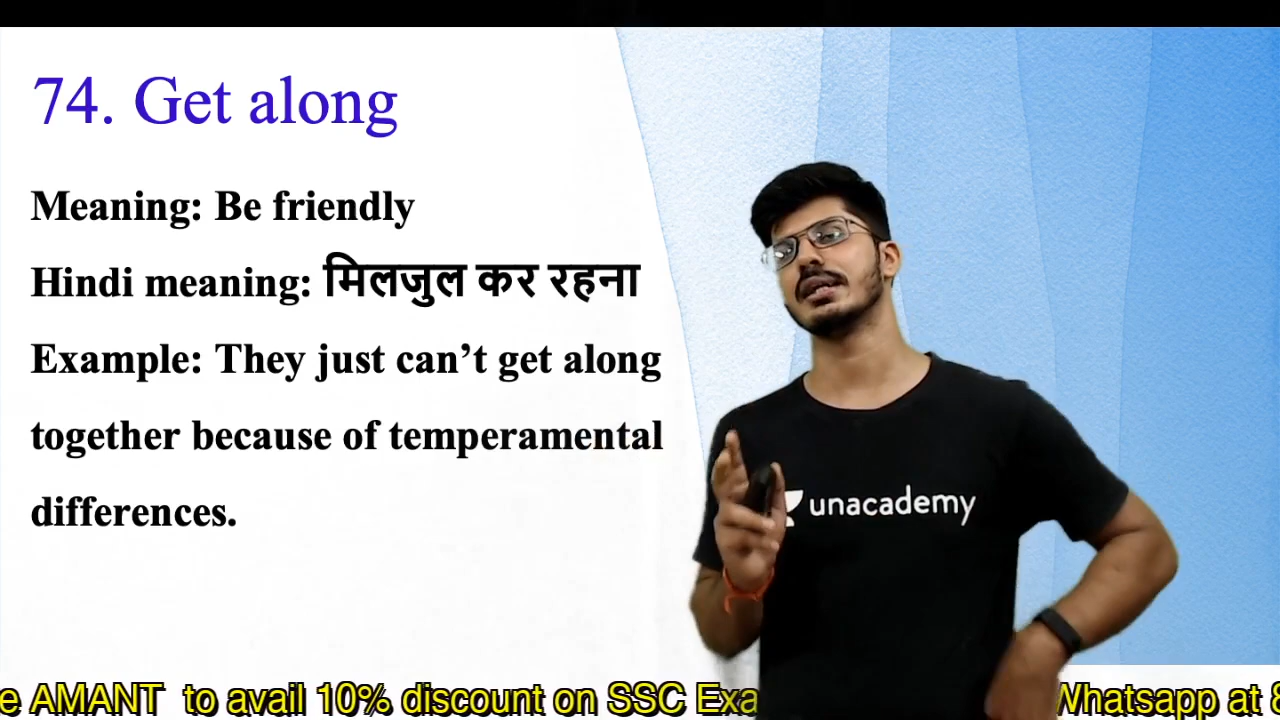 74. Get along
Meaning: Be friendly
Hindi meaning: मिलजुल कर रहना
Example: They just can’t get along
together because of temperamental
differences.
unacademy
AMANT to avail 10% discount on SSC
Whatsapp at